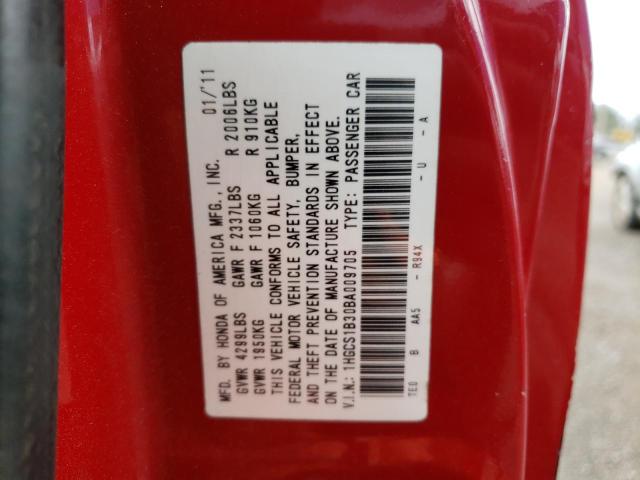 MFD. BY HONDA OF AMERICA MFG., INC. 01/'11
GVWR 4299LBS GAWR F 2337LBS R 2006LBS
GVWR 1950KG GAWR F 1060KG R 910KG
THIS VEHICLE CONFORMS TO ALL APPLICABLE
FEDERAL MOTOR VEHICLE SAFETY, BUMPER,
AND THEFT PREVENTION STANDARDS IN EFFECT
ON THE DATE OF MANUFACTURE SHOWN ABOVE.
V.I.N.: 1HGCS1B30BA009705 TYPE: PASSENGER CAR
TE0 B AA5 - R94X - U - A